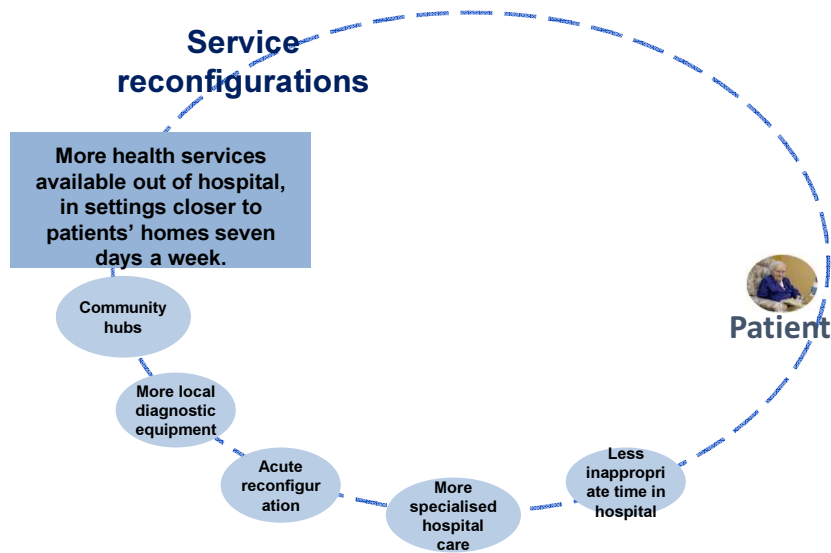 Service
reconfigurations
More health services
available out of hospital,
in settings closer to
patients’ homes seven
days a week.
Community
hubs
More local
diagnostic
equipment
Acute
reconfigur
ation
More
specialised
hospital
care
Less
inappropri
ate time in
hospital
Patient